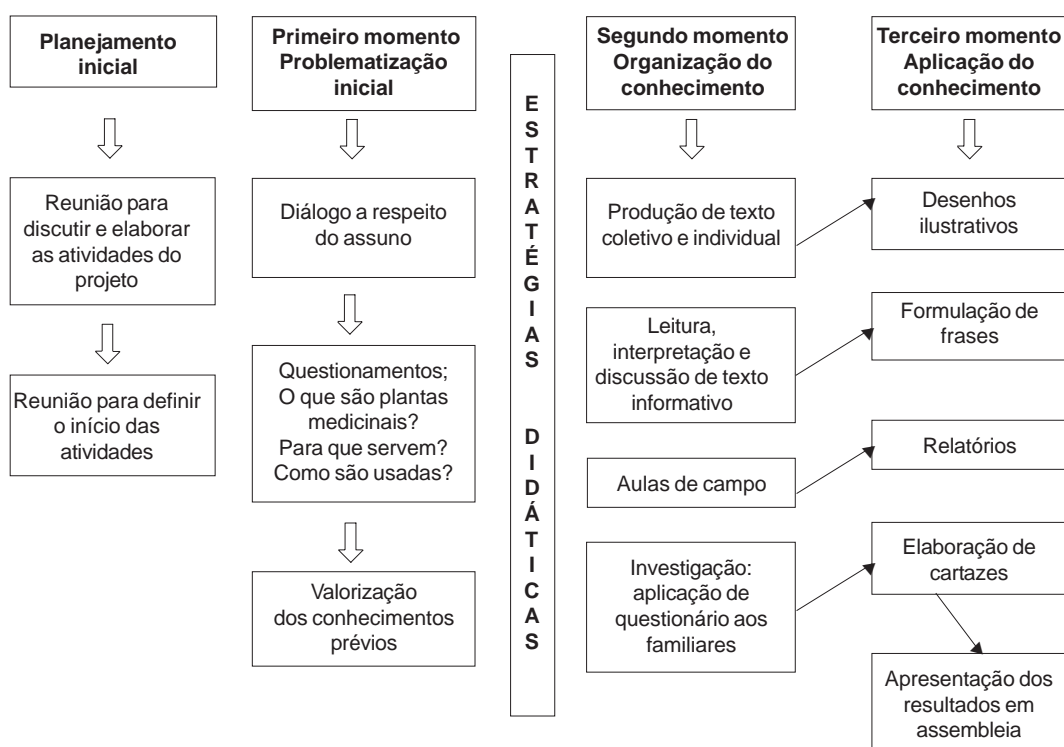 Planejamento
inicial
Reunião para
discutir e elaborar
as atividades do
projeto
Reunião para definir
o início das
atividades
Primeiro momento
Problematização
inicial
Diálogo a respeito
do assuno
Questionamentos;
O que são plantas
medicinais?
Para que servem?
Como são usadas?
Valorização
dos conhecimentos
prévios
ESTRATÉGIAS DIDÁTICAS
Segundo momento
Organização do
conhecimento
Produção de texto
coletivo e individual
Leitura,
interpretação e
discussão de texto
informativo
Aulas de campo
Investigação:
aplicação de
questionário aos
familiares
Terceiro momento
Aplicação do
conhecimento
Desenhos
ilustrativos
Formulação de
frases
Relatórios
Elaboração de
cartazes
Apresentação dos
resultados em
assembleia